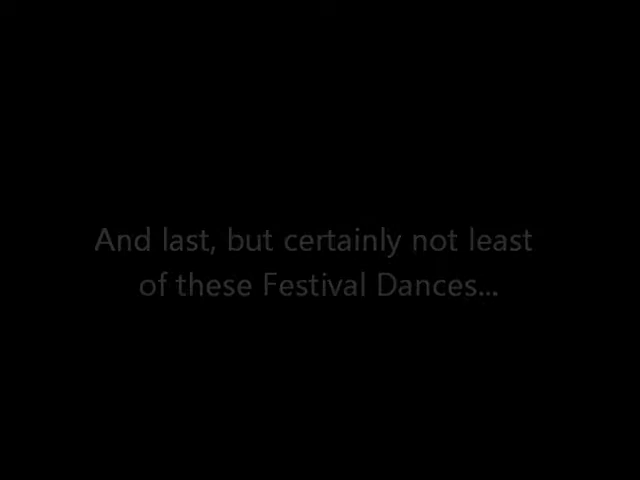 And last, but certainly not least
of these Festival Dances...